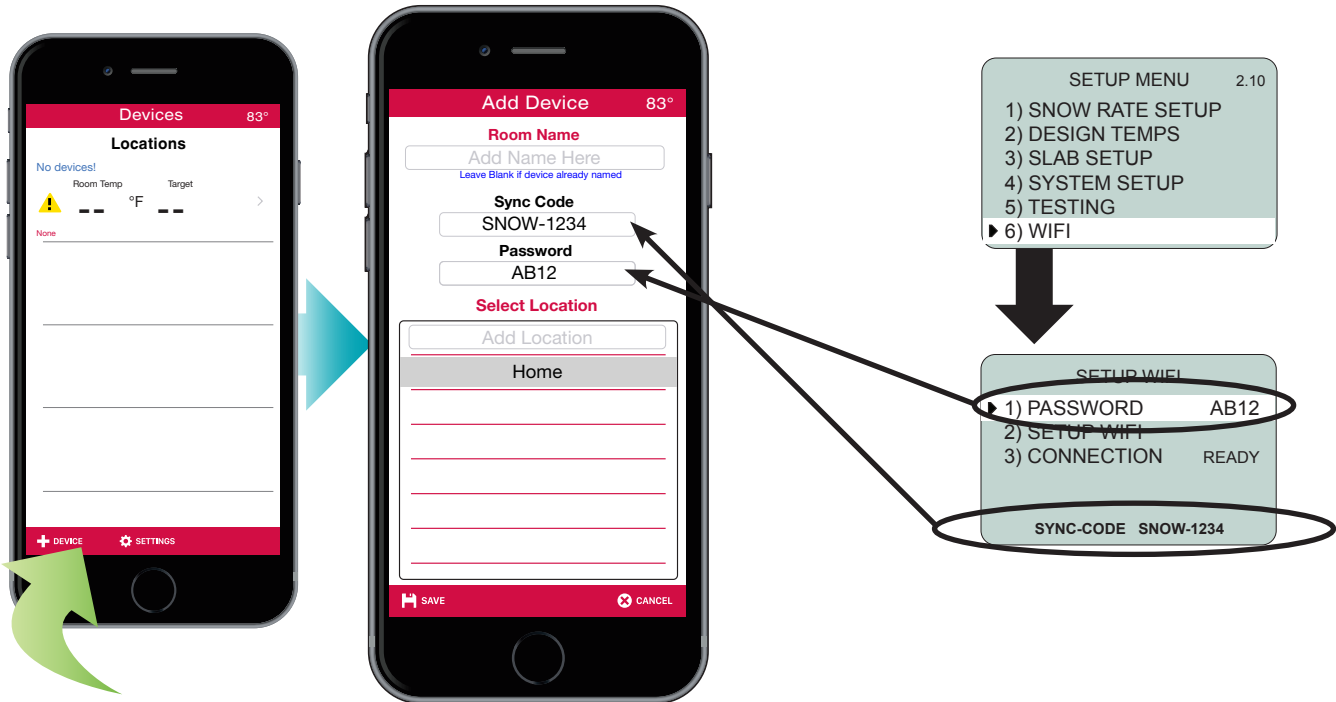 Devices 83°
Locations
No devices!
Room Temp Target
-- °F --
None
DEVICE SETTINGS
Add Device 83°
Room Name
Add Name Here
Leave Blank if device already named
Sync Code
SNOW-1234
Password
AB12
Select Location
Add Location
Home
SAVE CANCEL
SETUP MENU 2.10
1) SNOW RATE SETUP
2) DESIGN TEMPS
3) SLAB SETUP
4) SYSTEM SETUP
5) TESTING
6) WIFI
SETUP WIFI
1) PASSWORD AB12
2) SETUP WIFI
3) CONNECTION READY
SYNC-CODE SNOW-1234